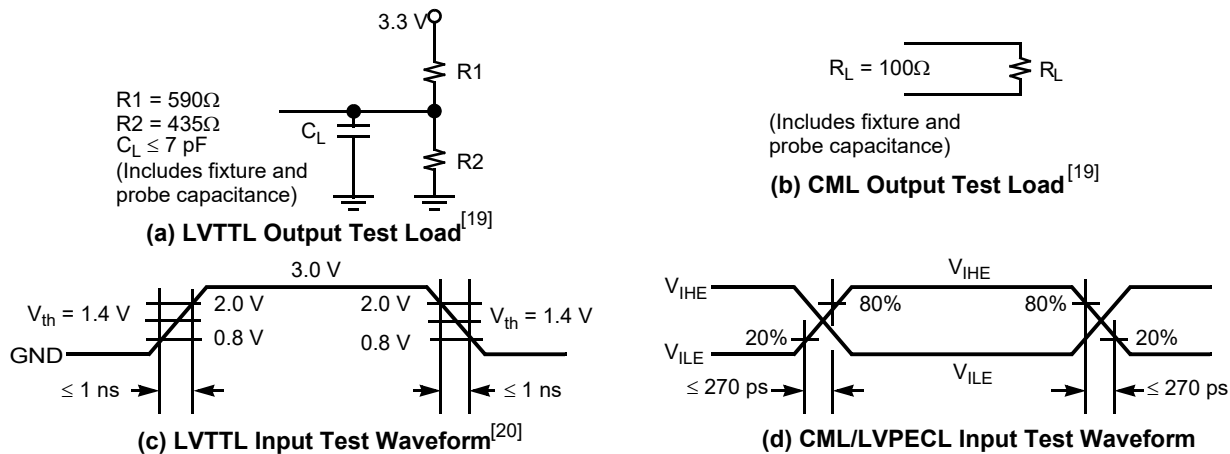 3.3 V
R1
R1 = 590Ω
R2 = 435Ω
C_L ≤ 7 pF
(Includes fixture and
probe capacitance)
C_L
R2
(a) LVTTL Output Test Load[19]
R_L = 100Ω
R_L
(Includes fixture and
probe capacitance)
(b) CML Output Test Load[19]
3.0 V
V_th = 1.4 V
2.0 V
0.8 V
2.0 V
0.8 V
V_th = 1.4 V
GND
≤ 1 ns
≤ 1 ns
(c) LVTTL Input Test Waveform[20]
V_IHE
V_IHE
80%
80%
20%
20%
V_ILE
V_ILE
≤ 270 ps
≤ 270 ps
(d) CML/LVPECL Input Test Waveform